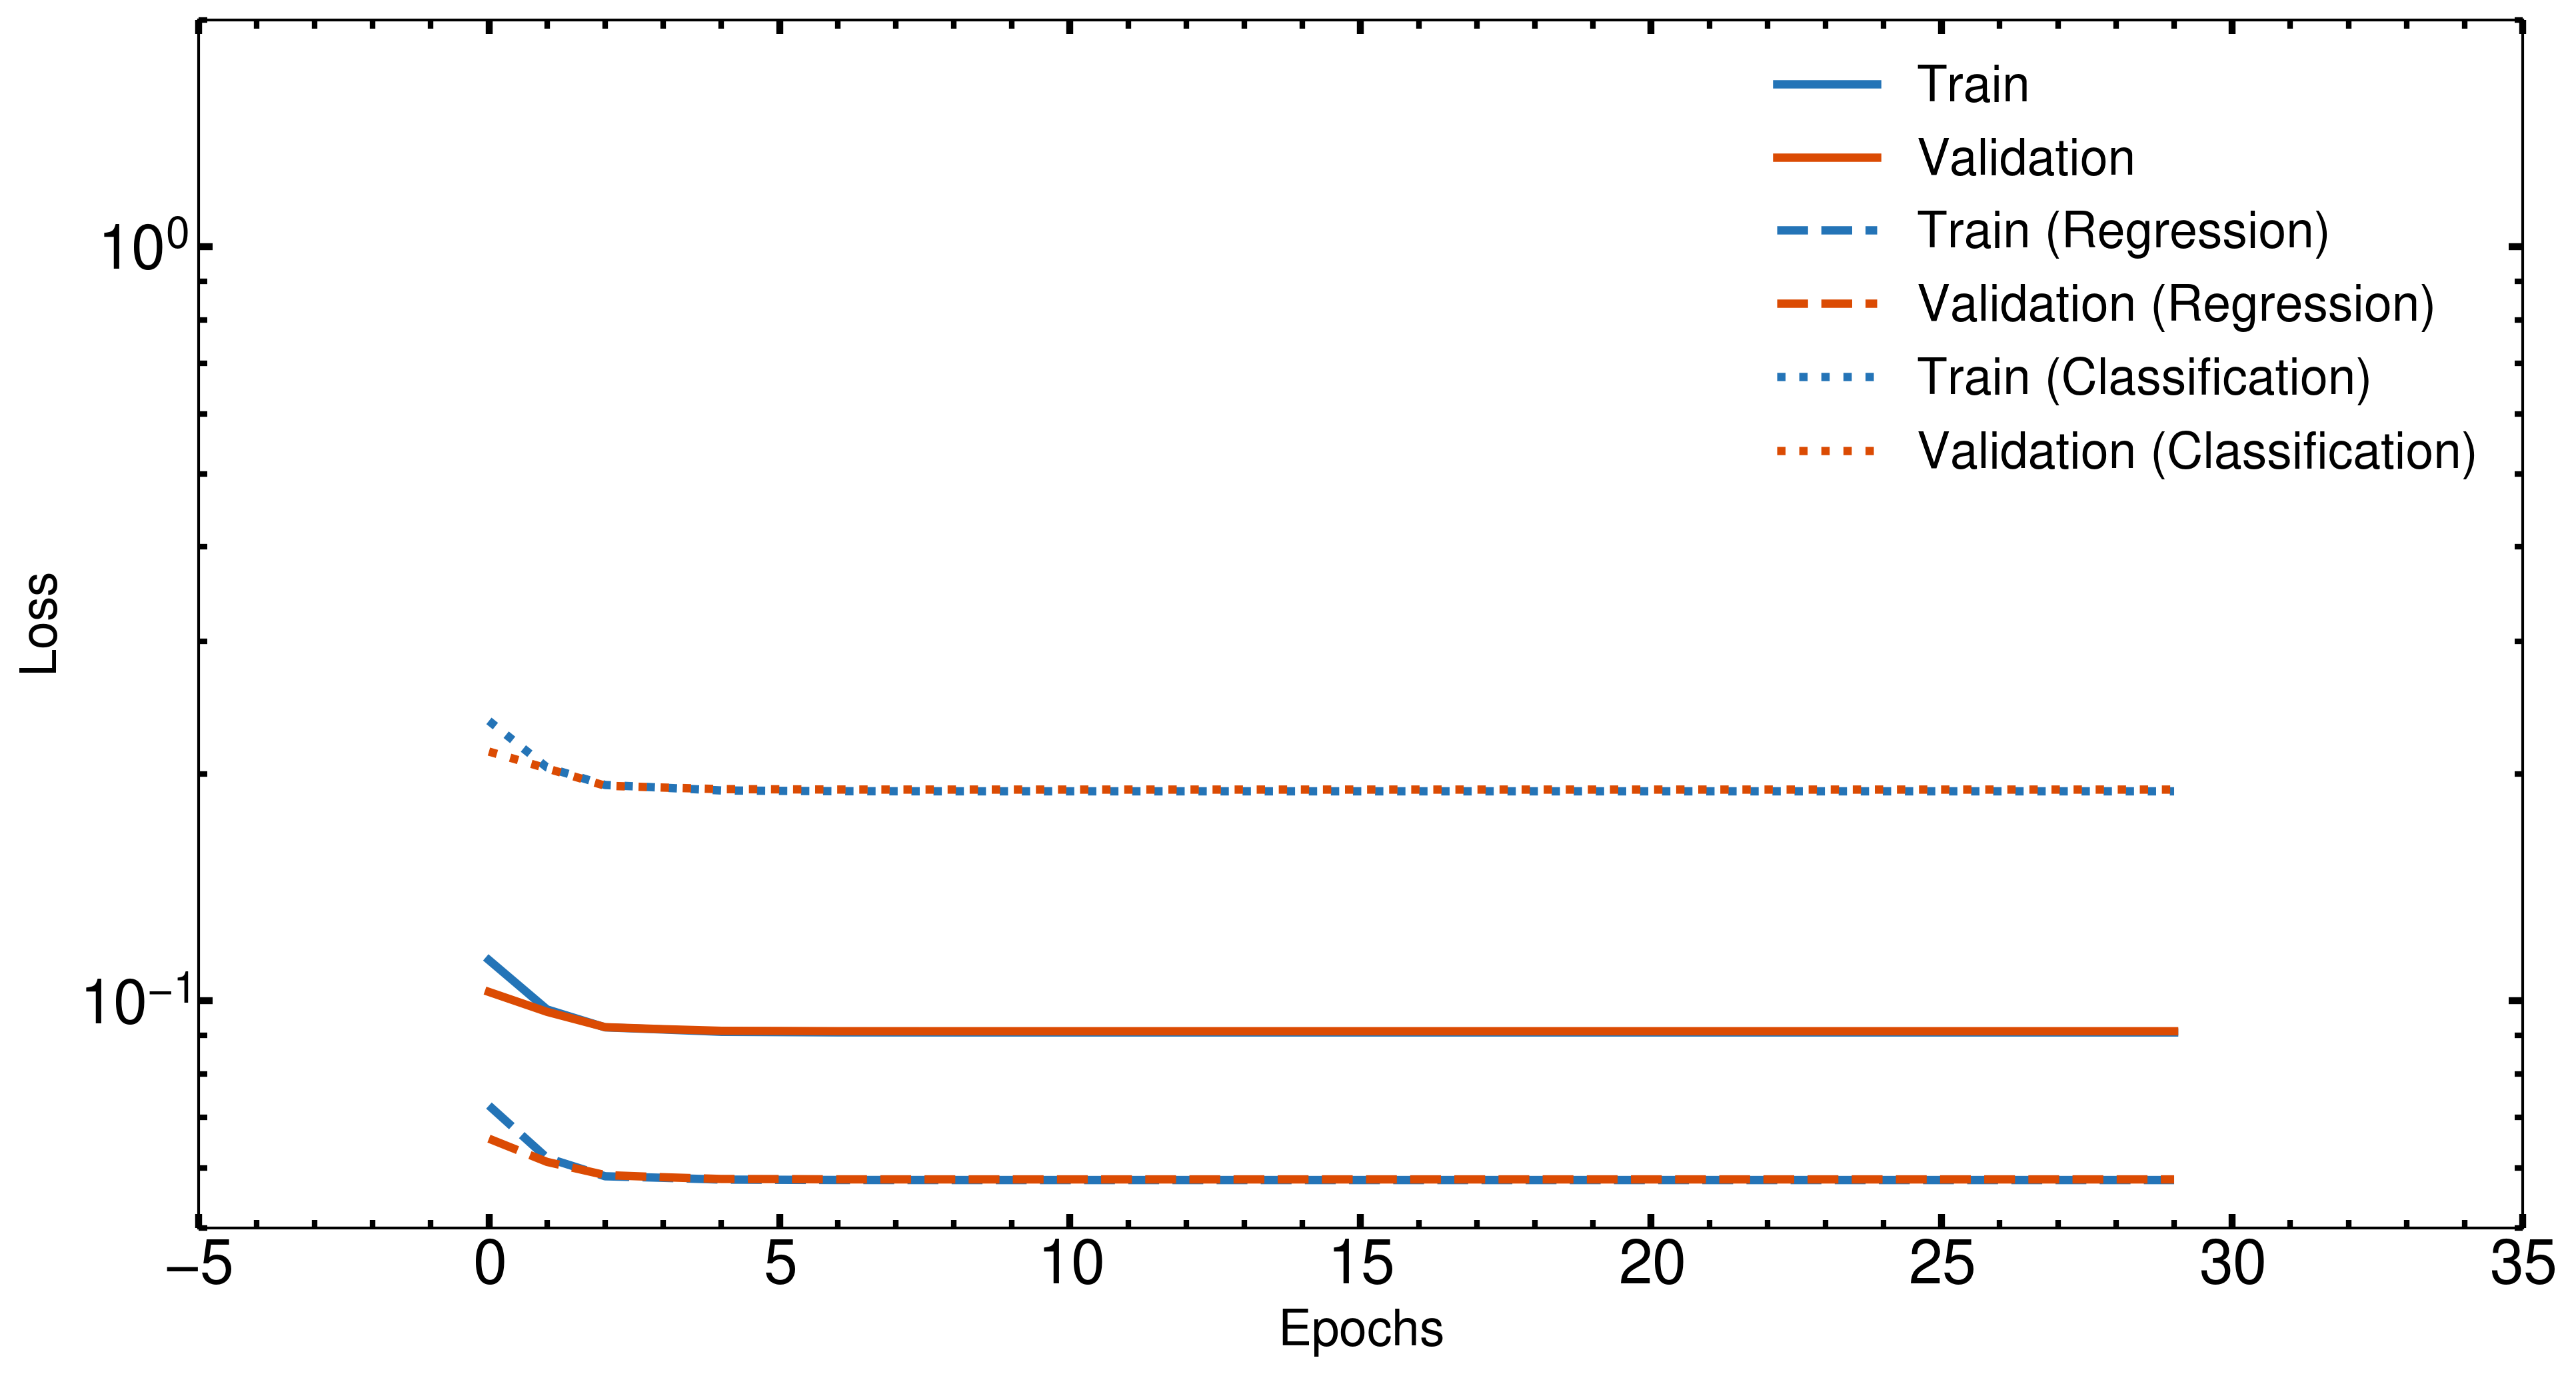 Train
Validation
Train (Regression)
Validation (Regression)
Train (Classification)
Validation (Classification)
10⁰
10⁻¹
Loss
−5 0 5 10 15 20 25 30 35
Epochs